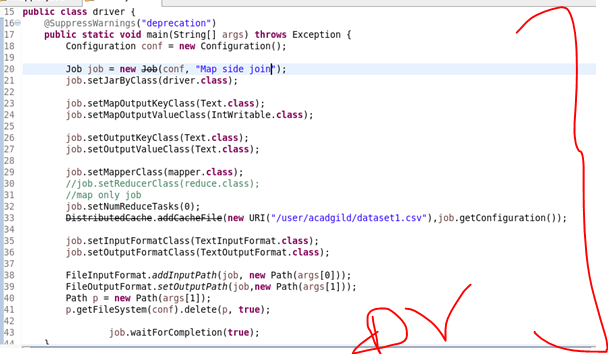 15 public class driver {
16 @SuppressWarnings("deprecation")
17 public static void main(String[] args) throws Exception {
18 Configuration conf = new Configuration();
19
20 Job job = new Job(conf, "Map side join");
21 job.setJarByClass(driver.class);
22
23 job.setMapOutputKeyClass(Text.class);
24 job.setMapOutputValueClass(IntWritable.class);
25
26 job.setOutputKeyClass(Text.class);
27 job.setOutputValueClass(Text.class);
28
29 job.setMapperClass(mapper.class);
30 //job.setReducerClass(reduce.class);
31 //map only job
32 job.setNumReduceTasks(0);
33 DistributedCache.addCacheFile(new URI("/user/acadgild/dataset1.csv"),job.getConfiguration());
34
35 job.setInputFormatClass(TextInputFormat.class);
36 job.setOutputFormatClass(TextOutputFormat.class);
37
38 FileInputFormat.addInputPath(job, new Path(args[0]));
39 FileOutputFormat.setOutputPath(job,new Path(args[1]));
40 Path p = new Path(args[1]);
41 p.getFileSystem(conf).delete(p, true);
42
43 job.waitForCompletion(true);
44 }